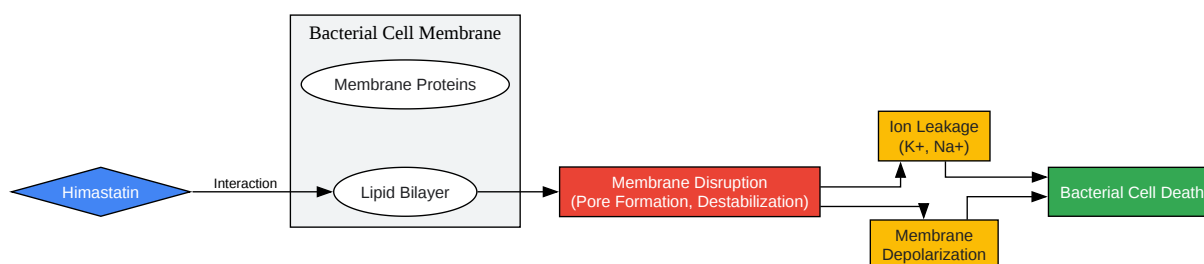 Bacterial Cell Membrane
Membrane Proteins
Himastatin
Interaction
Lipid Bilayer
Membrane Disruption
(Pore Formation, Destabilization)
Ion Leakage
(K+, Na+)
Membrane
Depolarization
Bacterial Cell Death